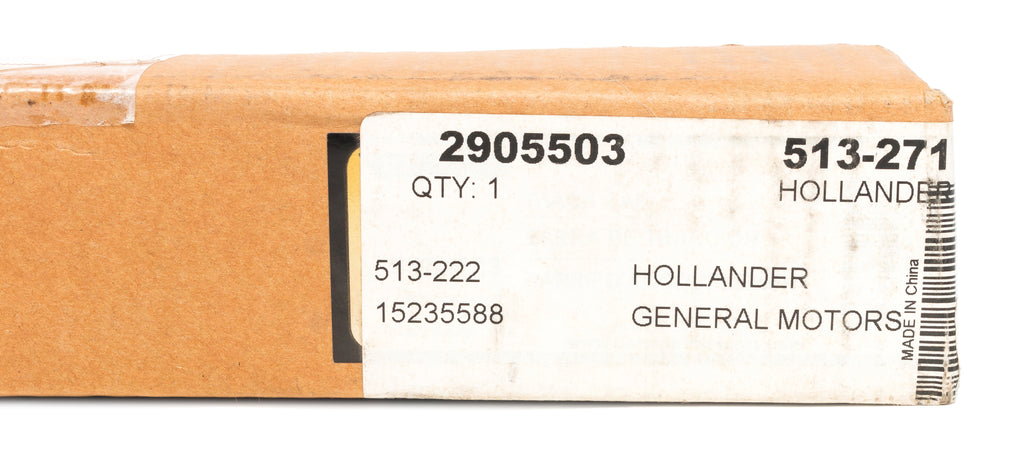 2905503 513-271
QTY: 1 HOLLANDER
513-222 HOLLANDER
15235588 GENERAL MOTORS
MADE IN China